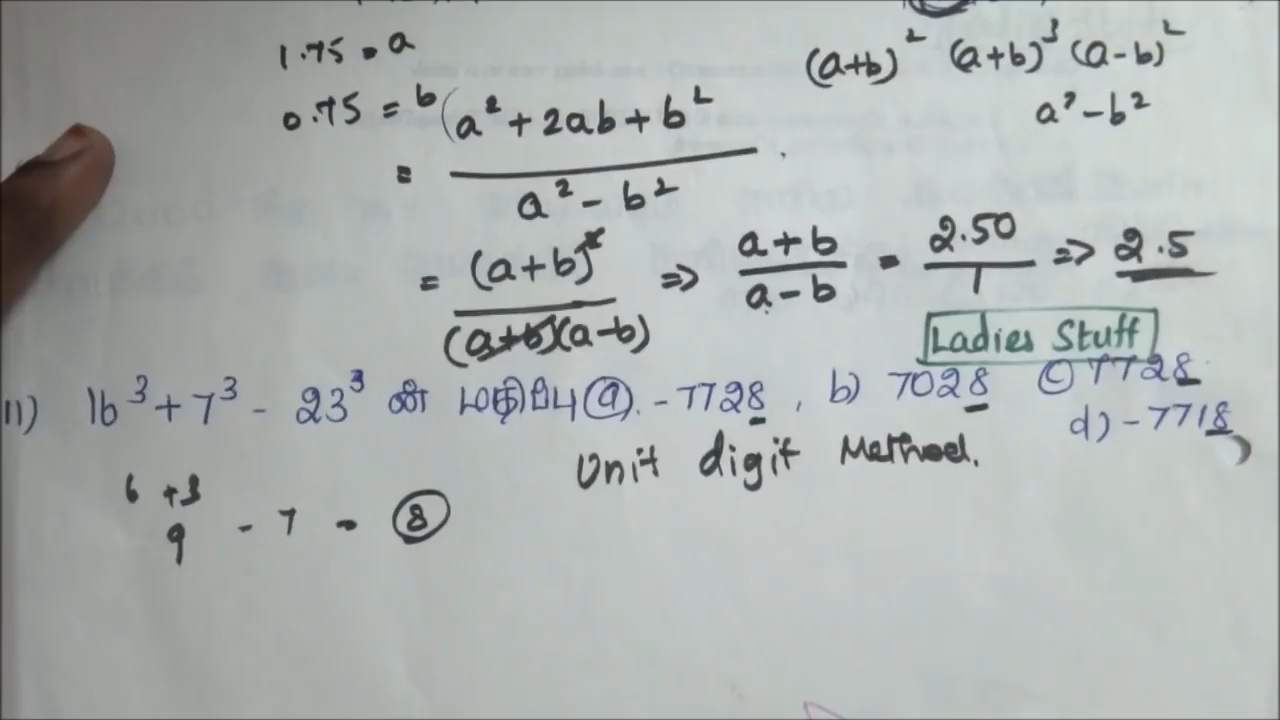 1.75 = a
(a+b)² (a+b)³ (a-b)²
0.75 = b
a² - b²
= (a² + 2ab + b²
a² - b²
= (a+b)²
(a+b)(a-b)
=> a+b
a-b
= 2.50
1
=> 2.5
Ladies Stuff
11) 16³ + 7³ - 23³ ன் மதிப்பு a). -7728, b) 7028 c) 7728
d) -7718
Unit digit Method.
6 +3
9 - 7 = 8